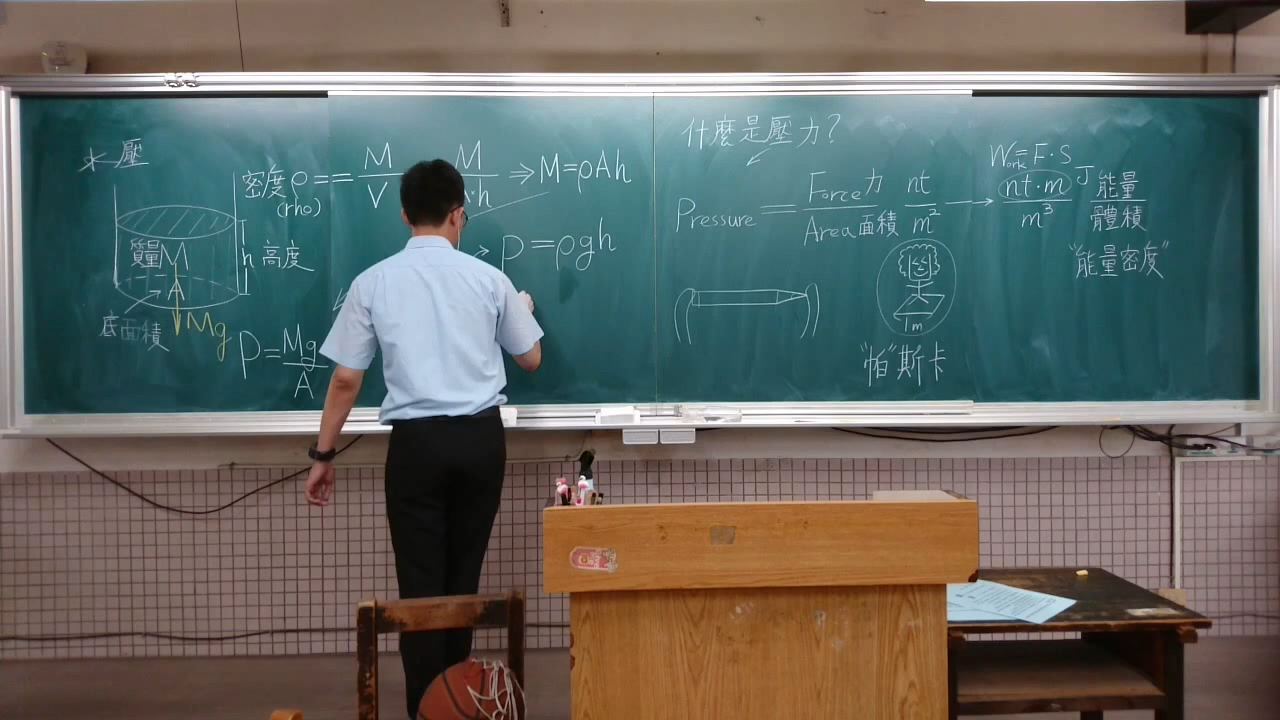 水壓
密度ρ== M/V M/A·h ⇒ M=ρAh
(rho)
質量M
h 高度
A
底面積
Mg
P=Mg/A
P=ρgh
什麼是壓力?
Pressure = Force力/Area面積 nt/m² → nt·m/m³ J 能量/體積
W=F·S
Work
"能量密度"
1m
"帕"斯卡